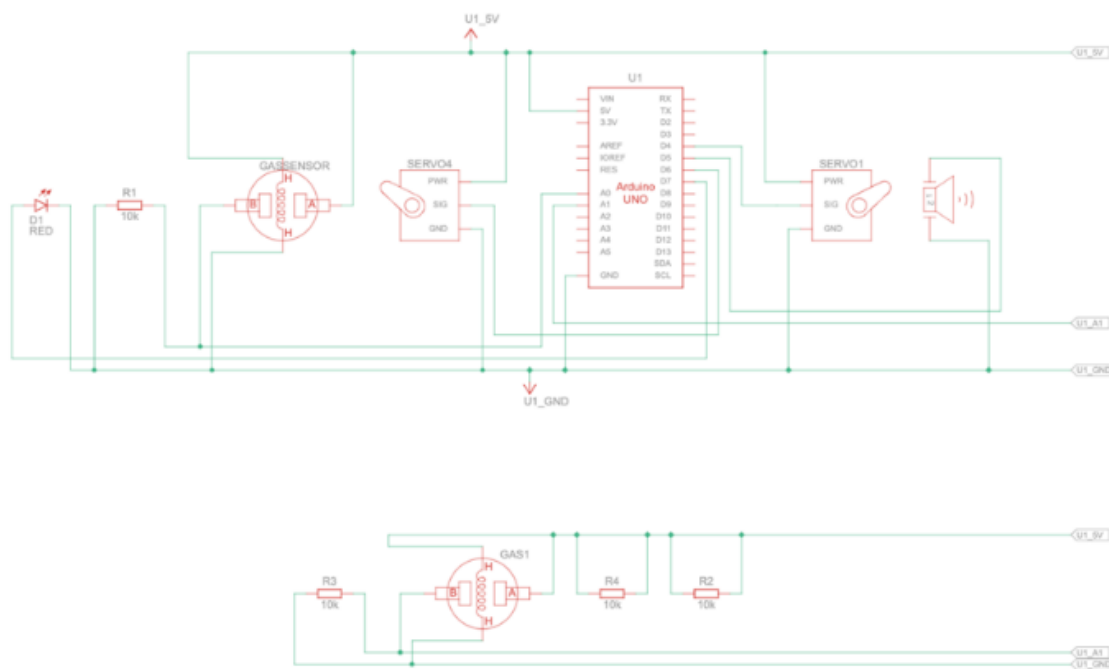 U1_5V
U1_5V
U1
VIN
RX
5V
TX
3.3V
D2
D3
AREF
D4
IOREF
D5
RES
D6
D7
A0
D8
A1
D9
A2
D10
A3
D11
A4
D12
A5
D13
SDA
GND
SCL
Arduino
UNO
GASSENSOR
H
B
A
H
SERVO4
PWR
SIG
GND
SERVO1
PWR
SIG
GND
R1
10k
D1
RED
U1_A1
U1_GND
U1_GND
U1_5V
GAS1
H
B
A
H
R3
10k
R4
10k
R2
10k
U1_A1
U1_GND